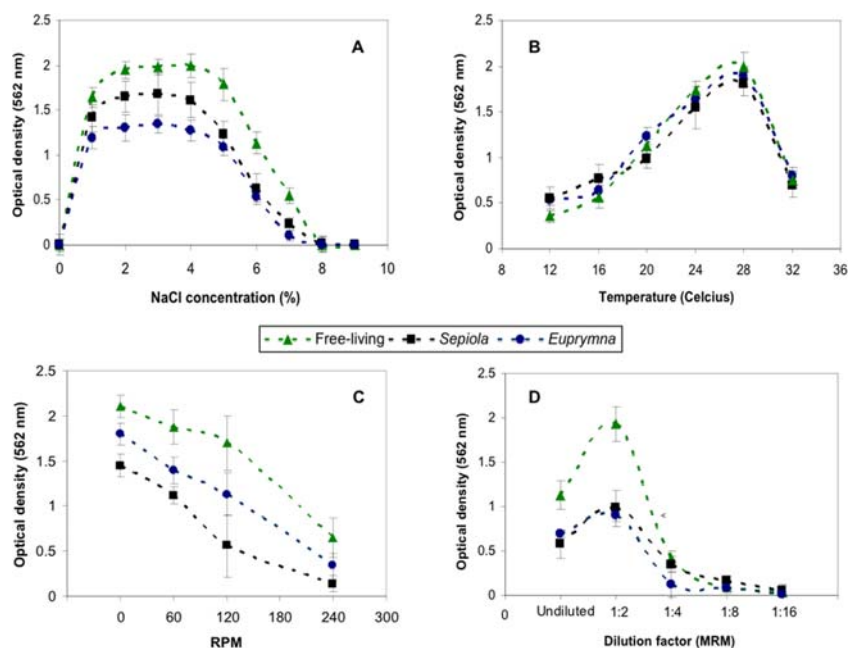 A
Optical density (562 nm)
2.5
2
1.5
1
0.5
0
0 2 4 6 8 10
NaCl concentration (%)
B
Optical density (562 nm)
2.5
2
1.5
1
0.5
0
8 12 16 20 24 28 32 36
Temperature (Celcius)
Free-living Sepiola Euprymna
C
Optical density (562 nm)
2.5
2
1.5
1
0.5
0
0 60 120 180 240 300
RPM
D
Optical density (562 nm)
2.5
2
1.5
1
0.5
0
0 Undiluted 1:2 1:4 1:8 1:16
Dilution factor (MRM)